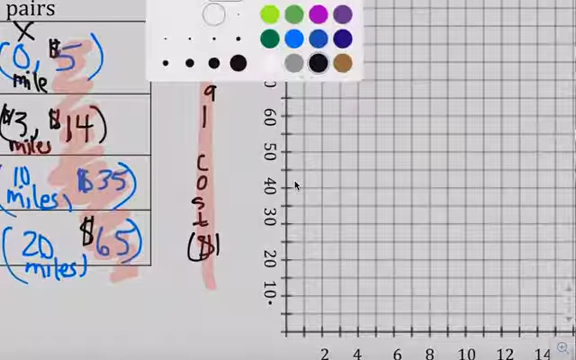 pairs
X
(0, $5)
mile
($3, $14)
miles
(10 $35)
miles)
(20 $65)
miles)
a
l
c
o
s
t
($)
60
50
40
30
20
10
2 4 6 8 10 12 14